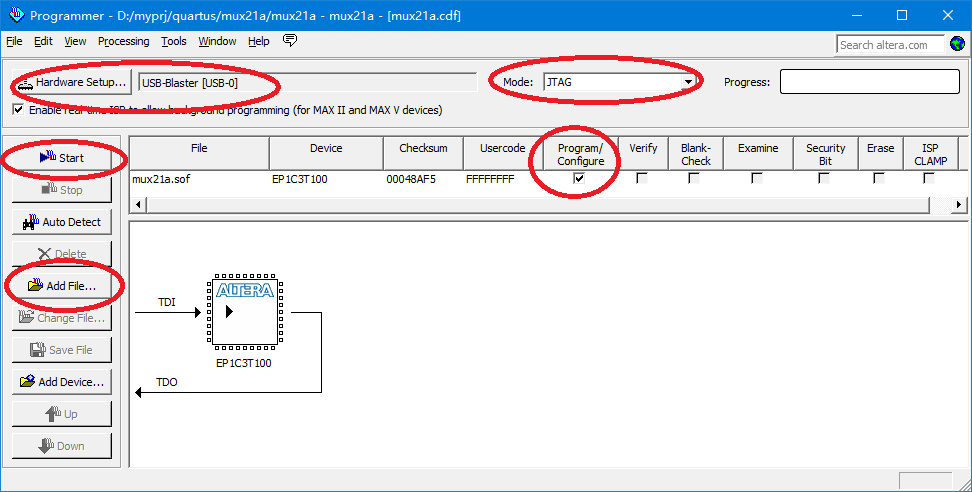 Programmer - D:/myprj/quartus/mux21a/mux21a - mux21a - [mux21a.cdf]
File Edit View Processing Tools Window Help Search altera.com
Hardware Setup... USB-Blaster [USB-0] Mode: JTAG Progress:
Enable real-time ISP to allow background programming (for MAX II and MAX V devices)
Start
Stop
Auto Detect
Delete
Add File...
Change File...
Save File
Add Device...
Up
Down
File Device Checksum Usercode Program/ Verify Blank- Examine Security Erase ISP
Configure Check Bit CLAMP
mux21a.sof EP1C3T100 00048AF5 FFFFFFFF
ALTERA
TDI
EP1C3T100
TDO